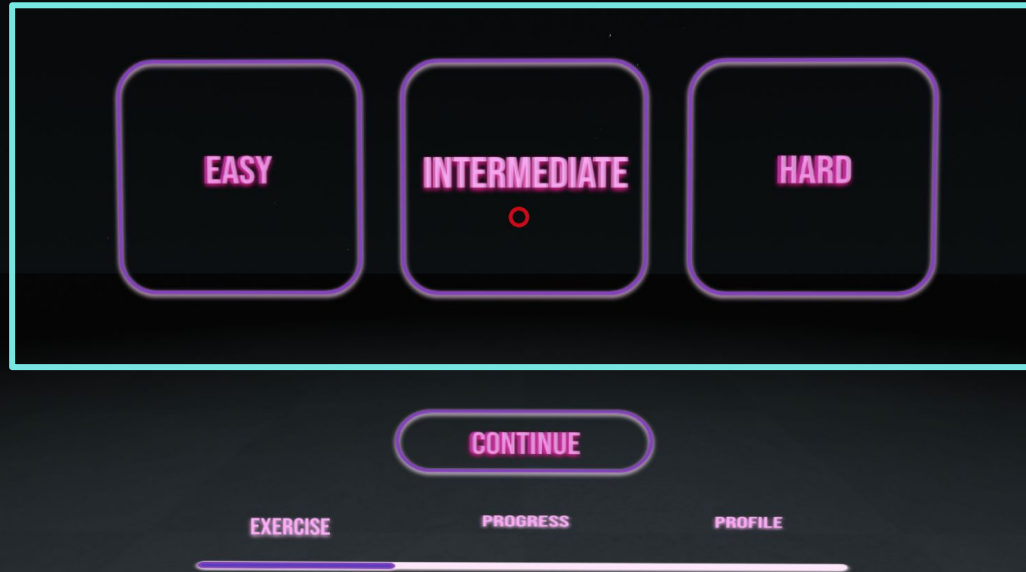 EASY
INTERMEDIATE
HARD
CONTINUE
EXERCISE
PROGRESS
PROFILE